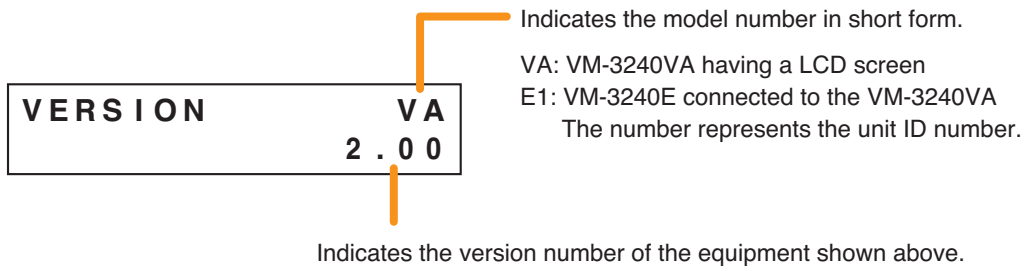 Indicates the model number in short form.
VA: VM-3240VA having a LCD screen
E1: VM-3240E connected to the VM-3240VA
The number represents the unit ID number.
VERSION VA
2.00
Indicates the version number of the equipment shown above.